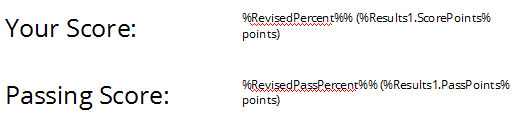 Your Score:
%RevisedPercent%% (%Results1.ScorePoints%
points)
Passing Score:
%RevisedPassPercent%% (%Results1.PassPoints%
points)